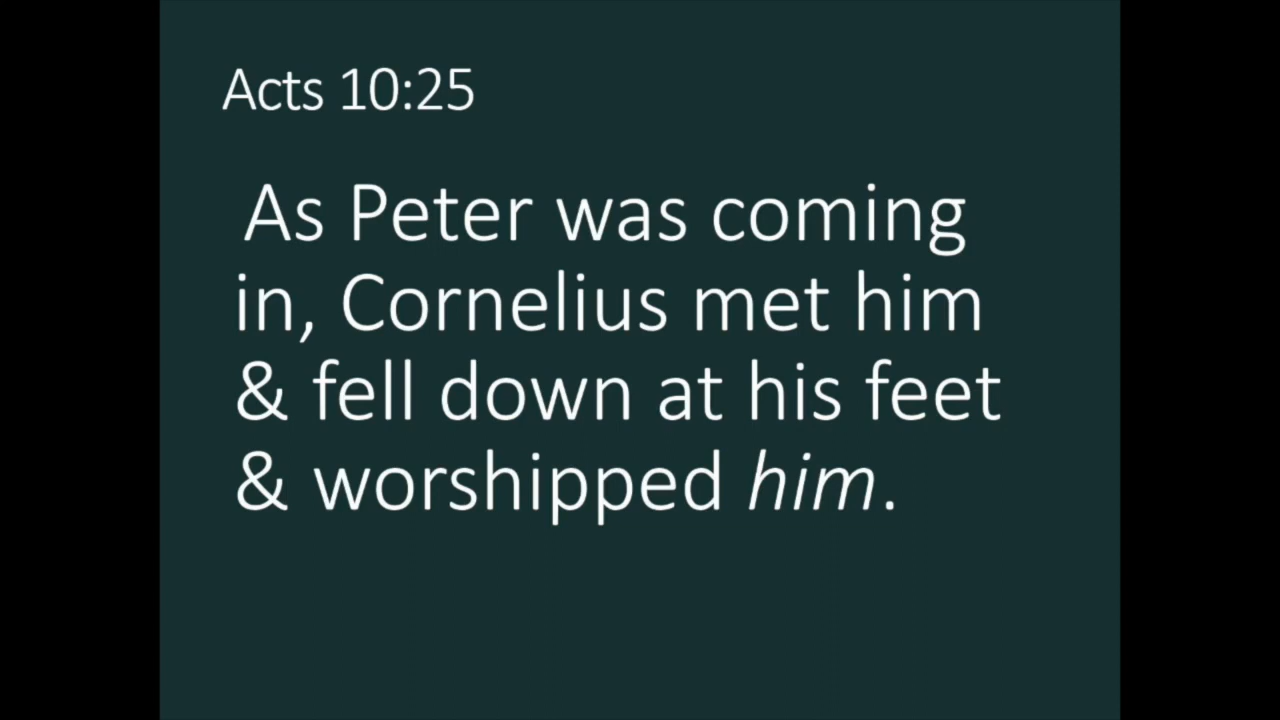 Acts 10:25
As Peter was coming
in, Cornelius met him
& fell down at his feet
& worshipped him.